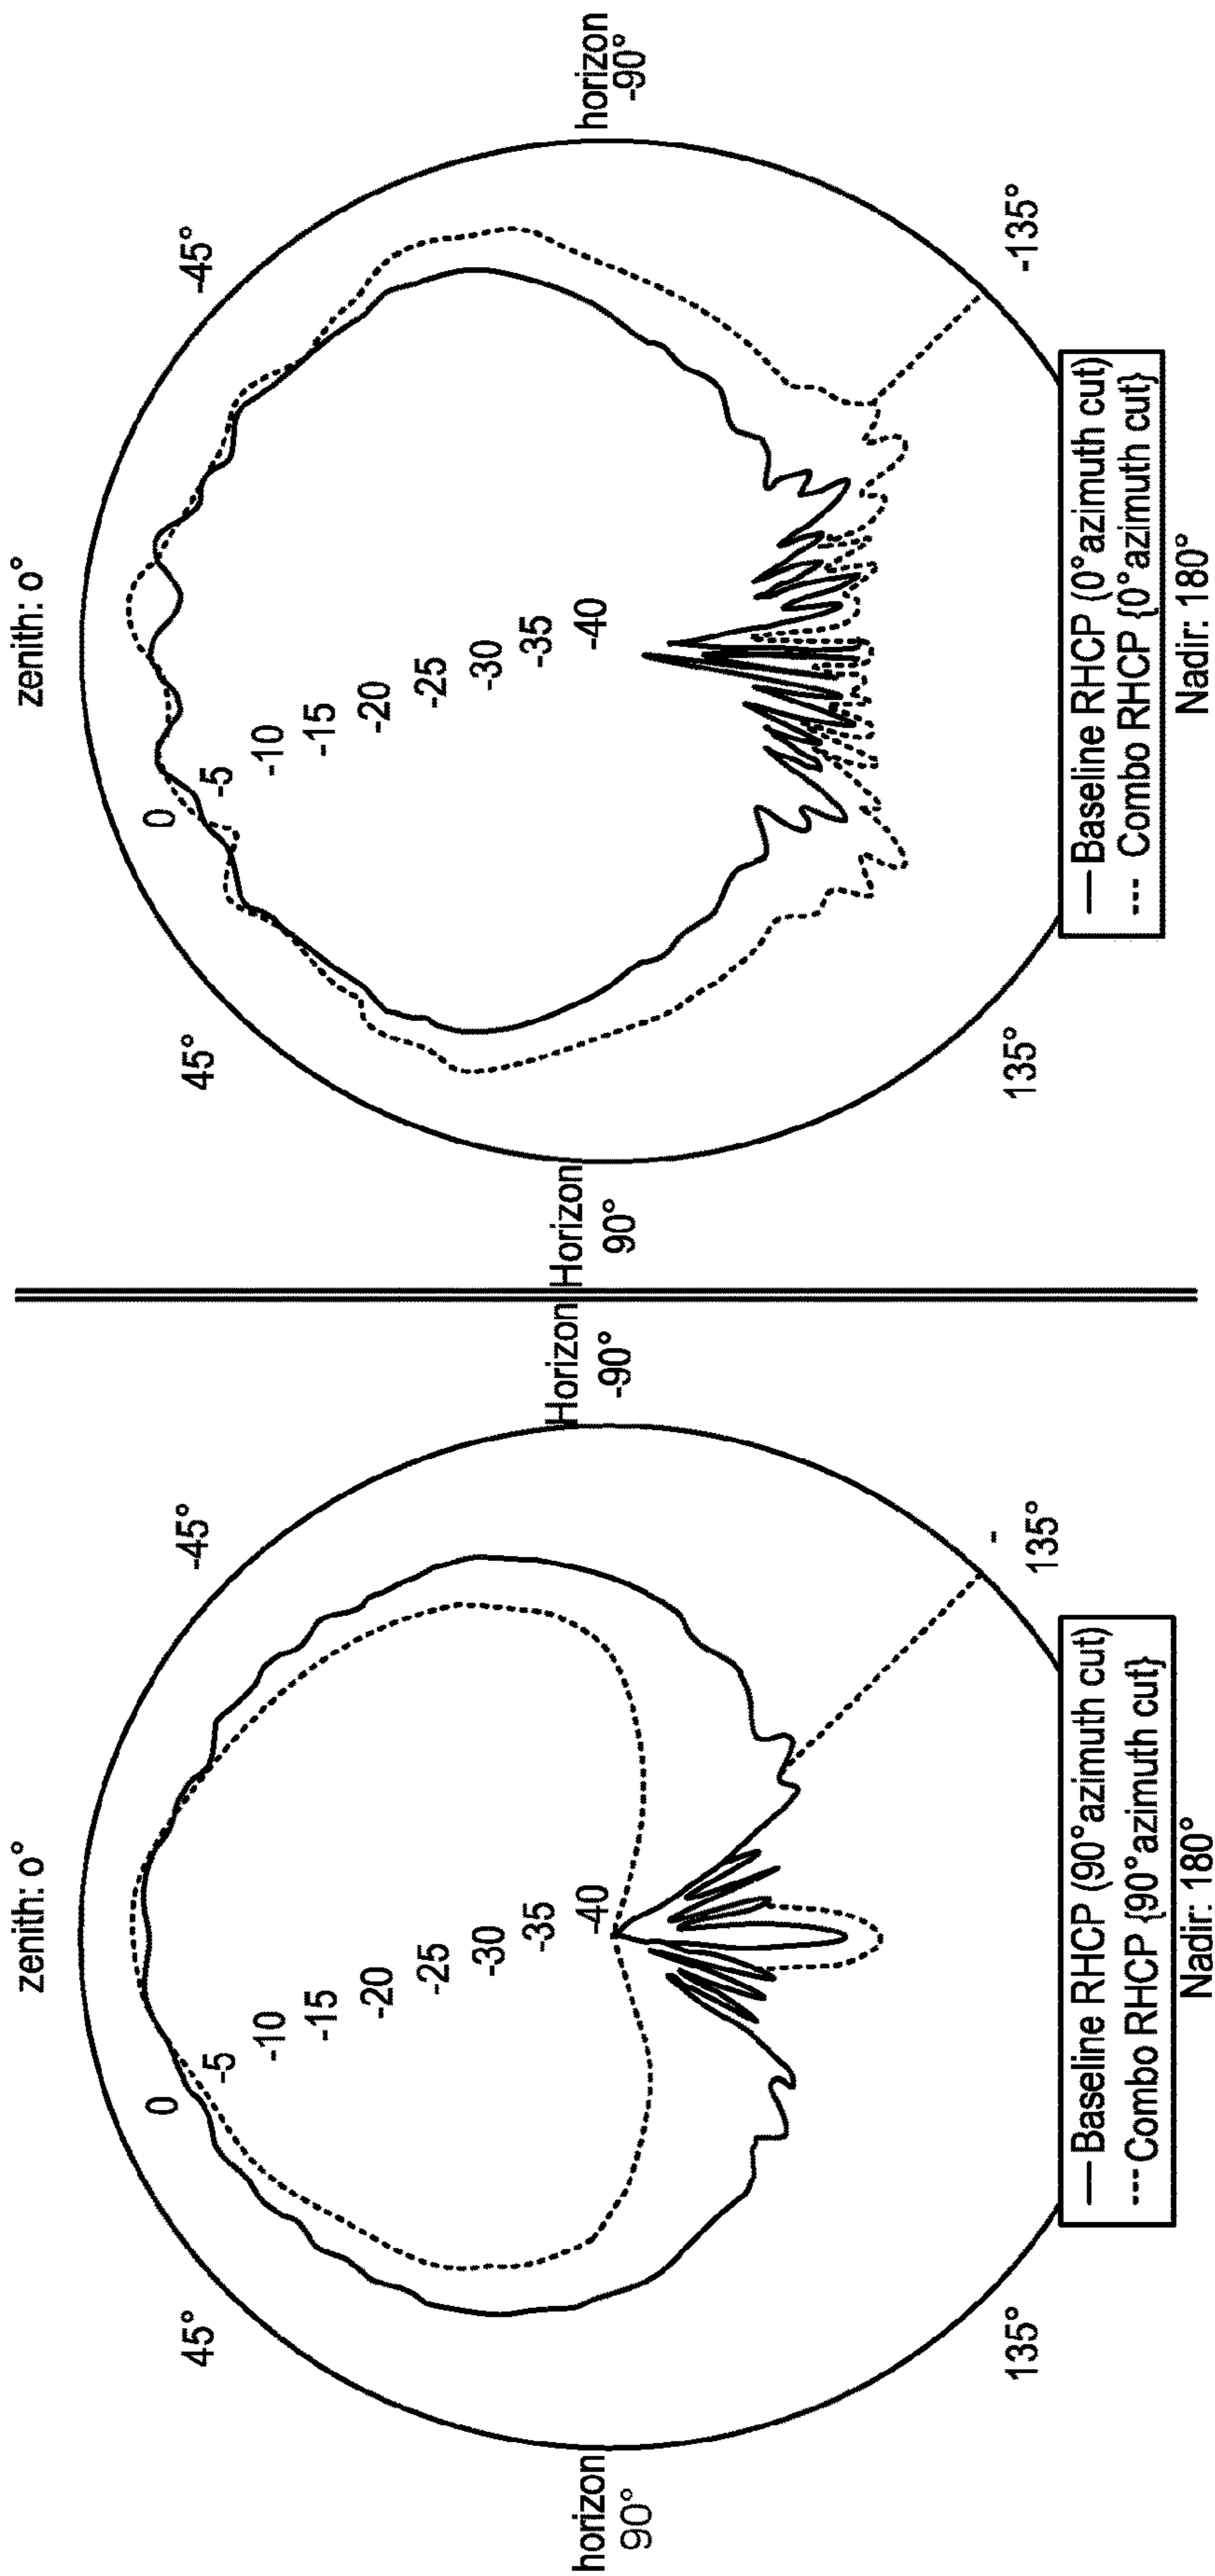 zenith: o°
45°
-45°
0
-5
-10
-15
-20
-25
-30
-35
-40
horizon
90°
Horizon
-90°
135°
-
135°
Baseline RHCP (90°azimuth cut)
Combo RHCP {90°azimuth cut}
Nadir: 180°
zenith: o°
45°
-45°
0
-5
-10
-15
-20
-25
-30
-35
-40
Horizon
90°
horizon
-90°
135°
-135°
Baseline RHCP (0°azimuth cut)
Combo RHCP {0°azimuth cut}
Nadir: 180°